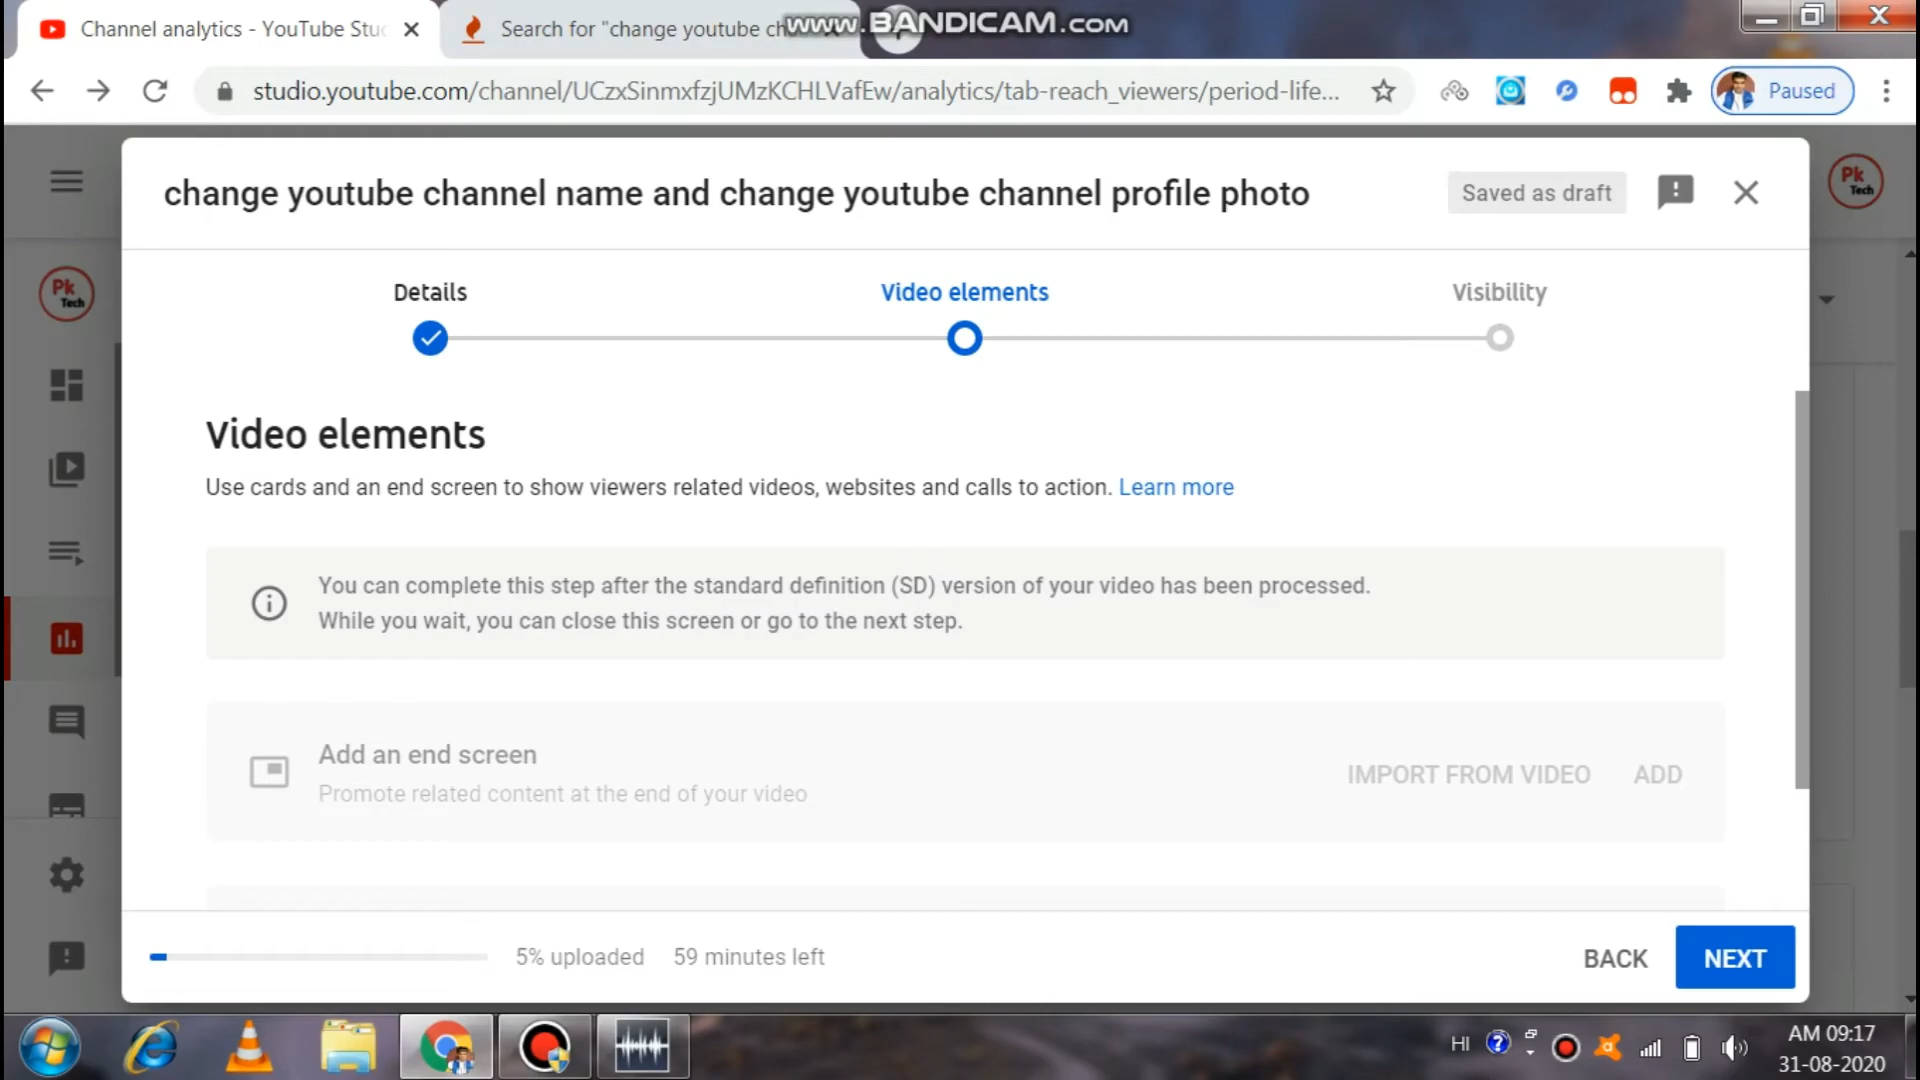 Channel analytics - YouTube Stu
Search for "change youtube ch
www.BANDICAM.com
studio.youtube.com/channel/UCzxSinmxfzjUMzKCHLVafEw/analytics/tab-reach_viewers/period-life...
Paused
change youtube channel name and change youtube channel profile photo
Saved as draft
Pk
Tech
Pk
Tech
Details
Video elements
Visibility
Video elements
Use cards and an end screen to show viewers related videos, websites and calls to action. Learn more
You can complete this step after the standard definition (SD) version of your video has been processed.
While you wait, you can close this screen or go to the next step.
Add an end screen
Promote related content at the end of your video
IMPORT FROM VIDEO
ADD
5% uploaded
59 minutes left
BACK
NEXT
HI
AM 09:17
31-08-2020